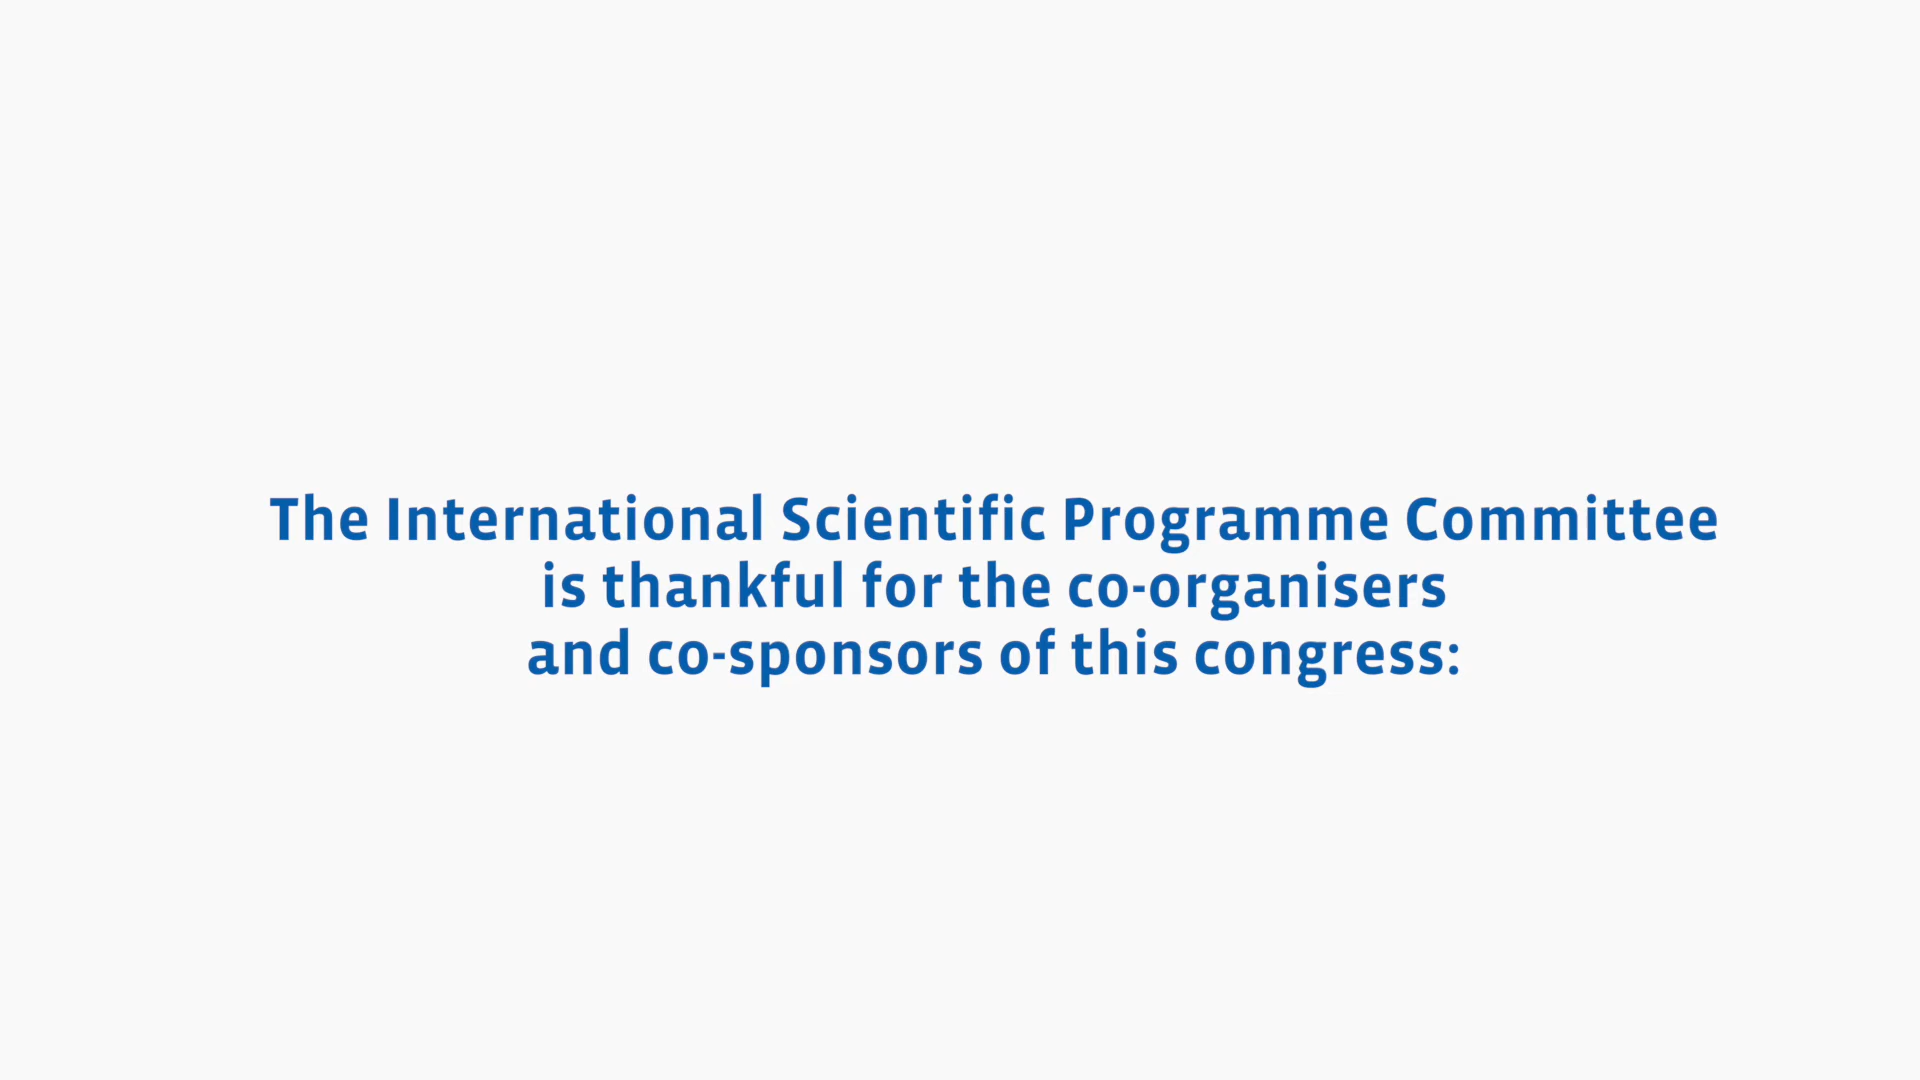 The International Scientific Programme Committee
is thankful for the co-organisers
and co-sponsors of this congress: